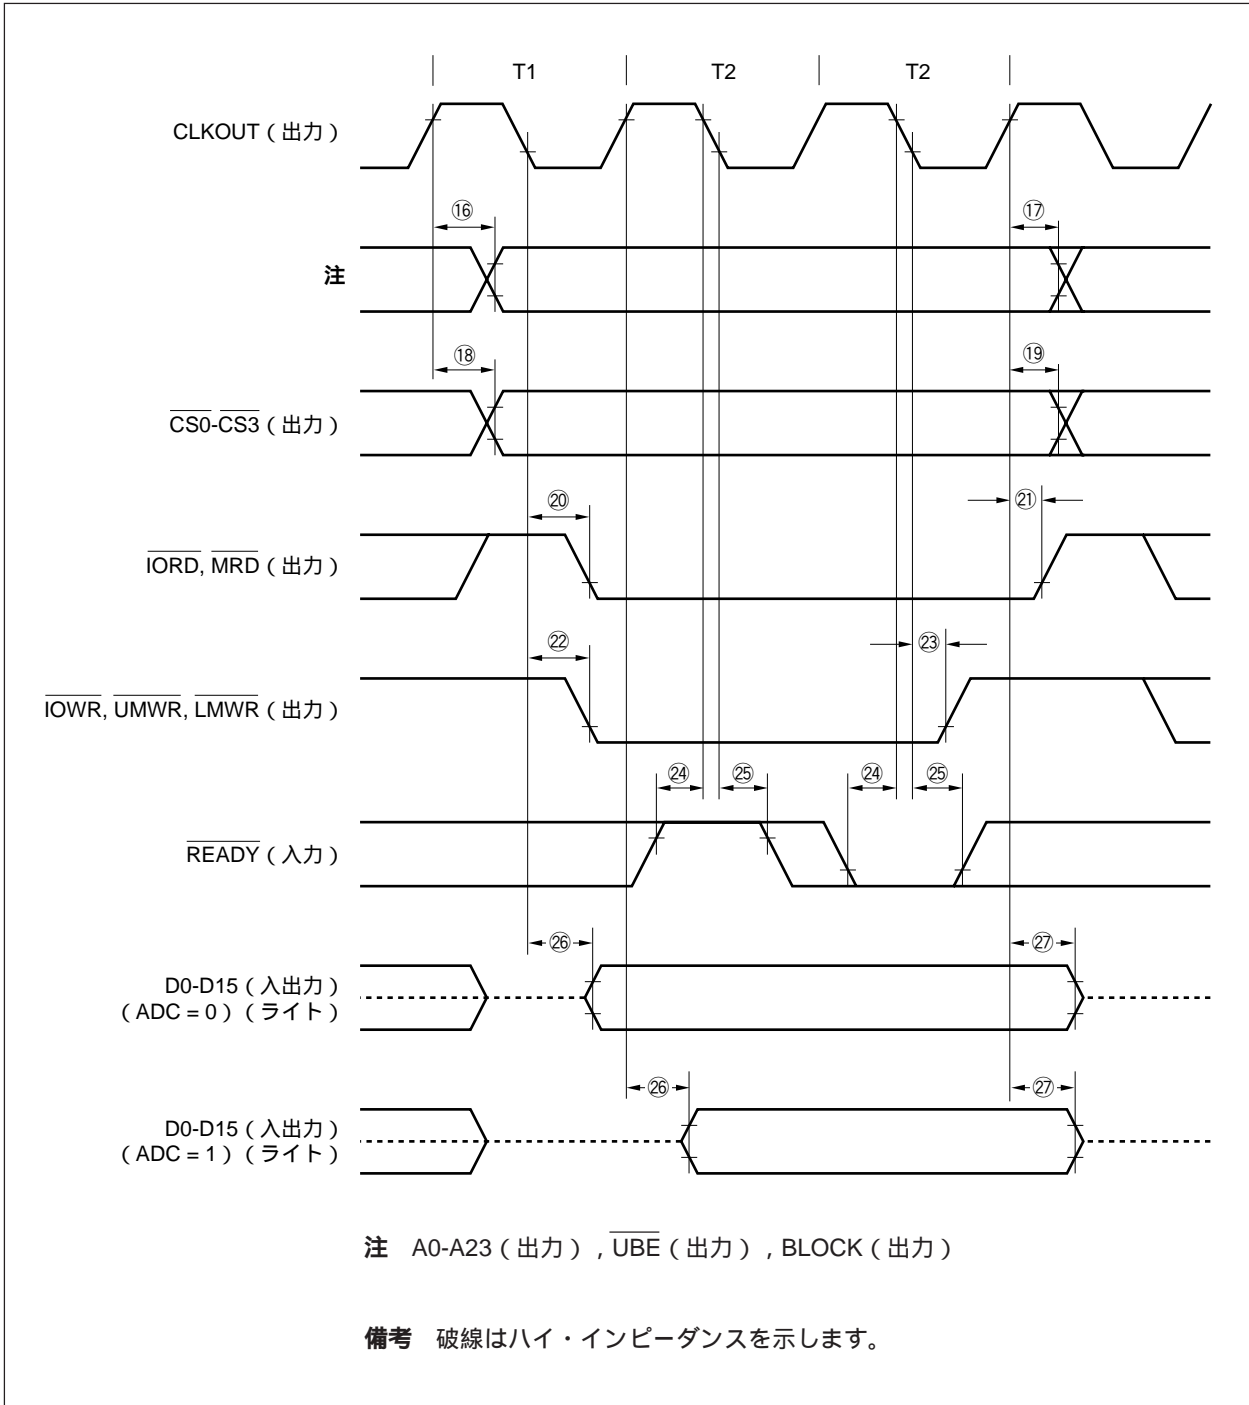 T1 T2 T2
CLKOUT（出力）
⑯ ⑰
注
⑱ ⑲
CS0-CS3（出力）
⑳ ㉑
IORD, MRD（出力）
㉒ ㉓
IOWR, UMWR, LMWR（出力）
㉔ ㉕ ㉔ ㉕
READY（入力）
㉖ ㉗
D0-D15（入出力）
（ADC = 0）（ライト）
㉖ ㉗
D0-D15（入出力）
（ADC = 1）（ライト）
注 A0-A23（出力）, UBE（出力）, BLOCK（出力）
備考 破線はハイ・インピーダンスを示します。